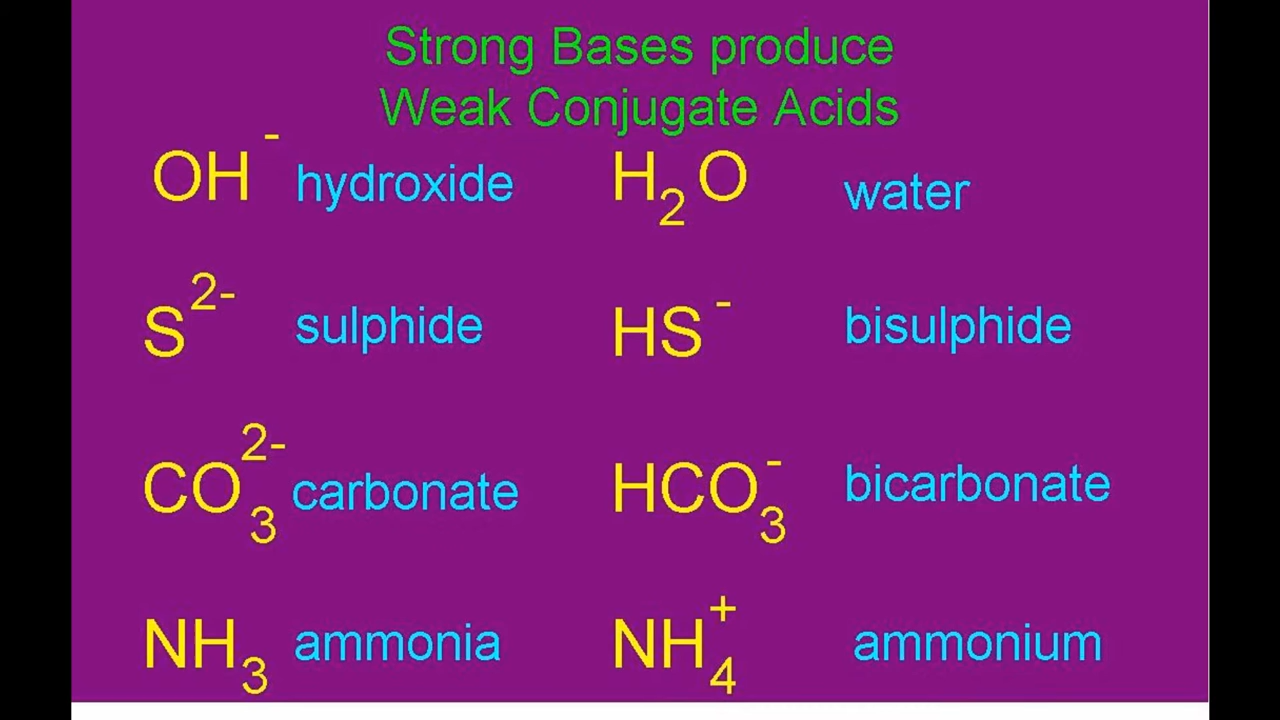 Strong Bases produce
Weak Conjugate Acids
OH⁻ hydroxide H₂O water
S²⁻ sulphide HS⁻ bisulphide
CO₃²⁻ carbonate HCO₃⁻ bicarbonate
NH₃ ammonia NH₄⁺ ammonium